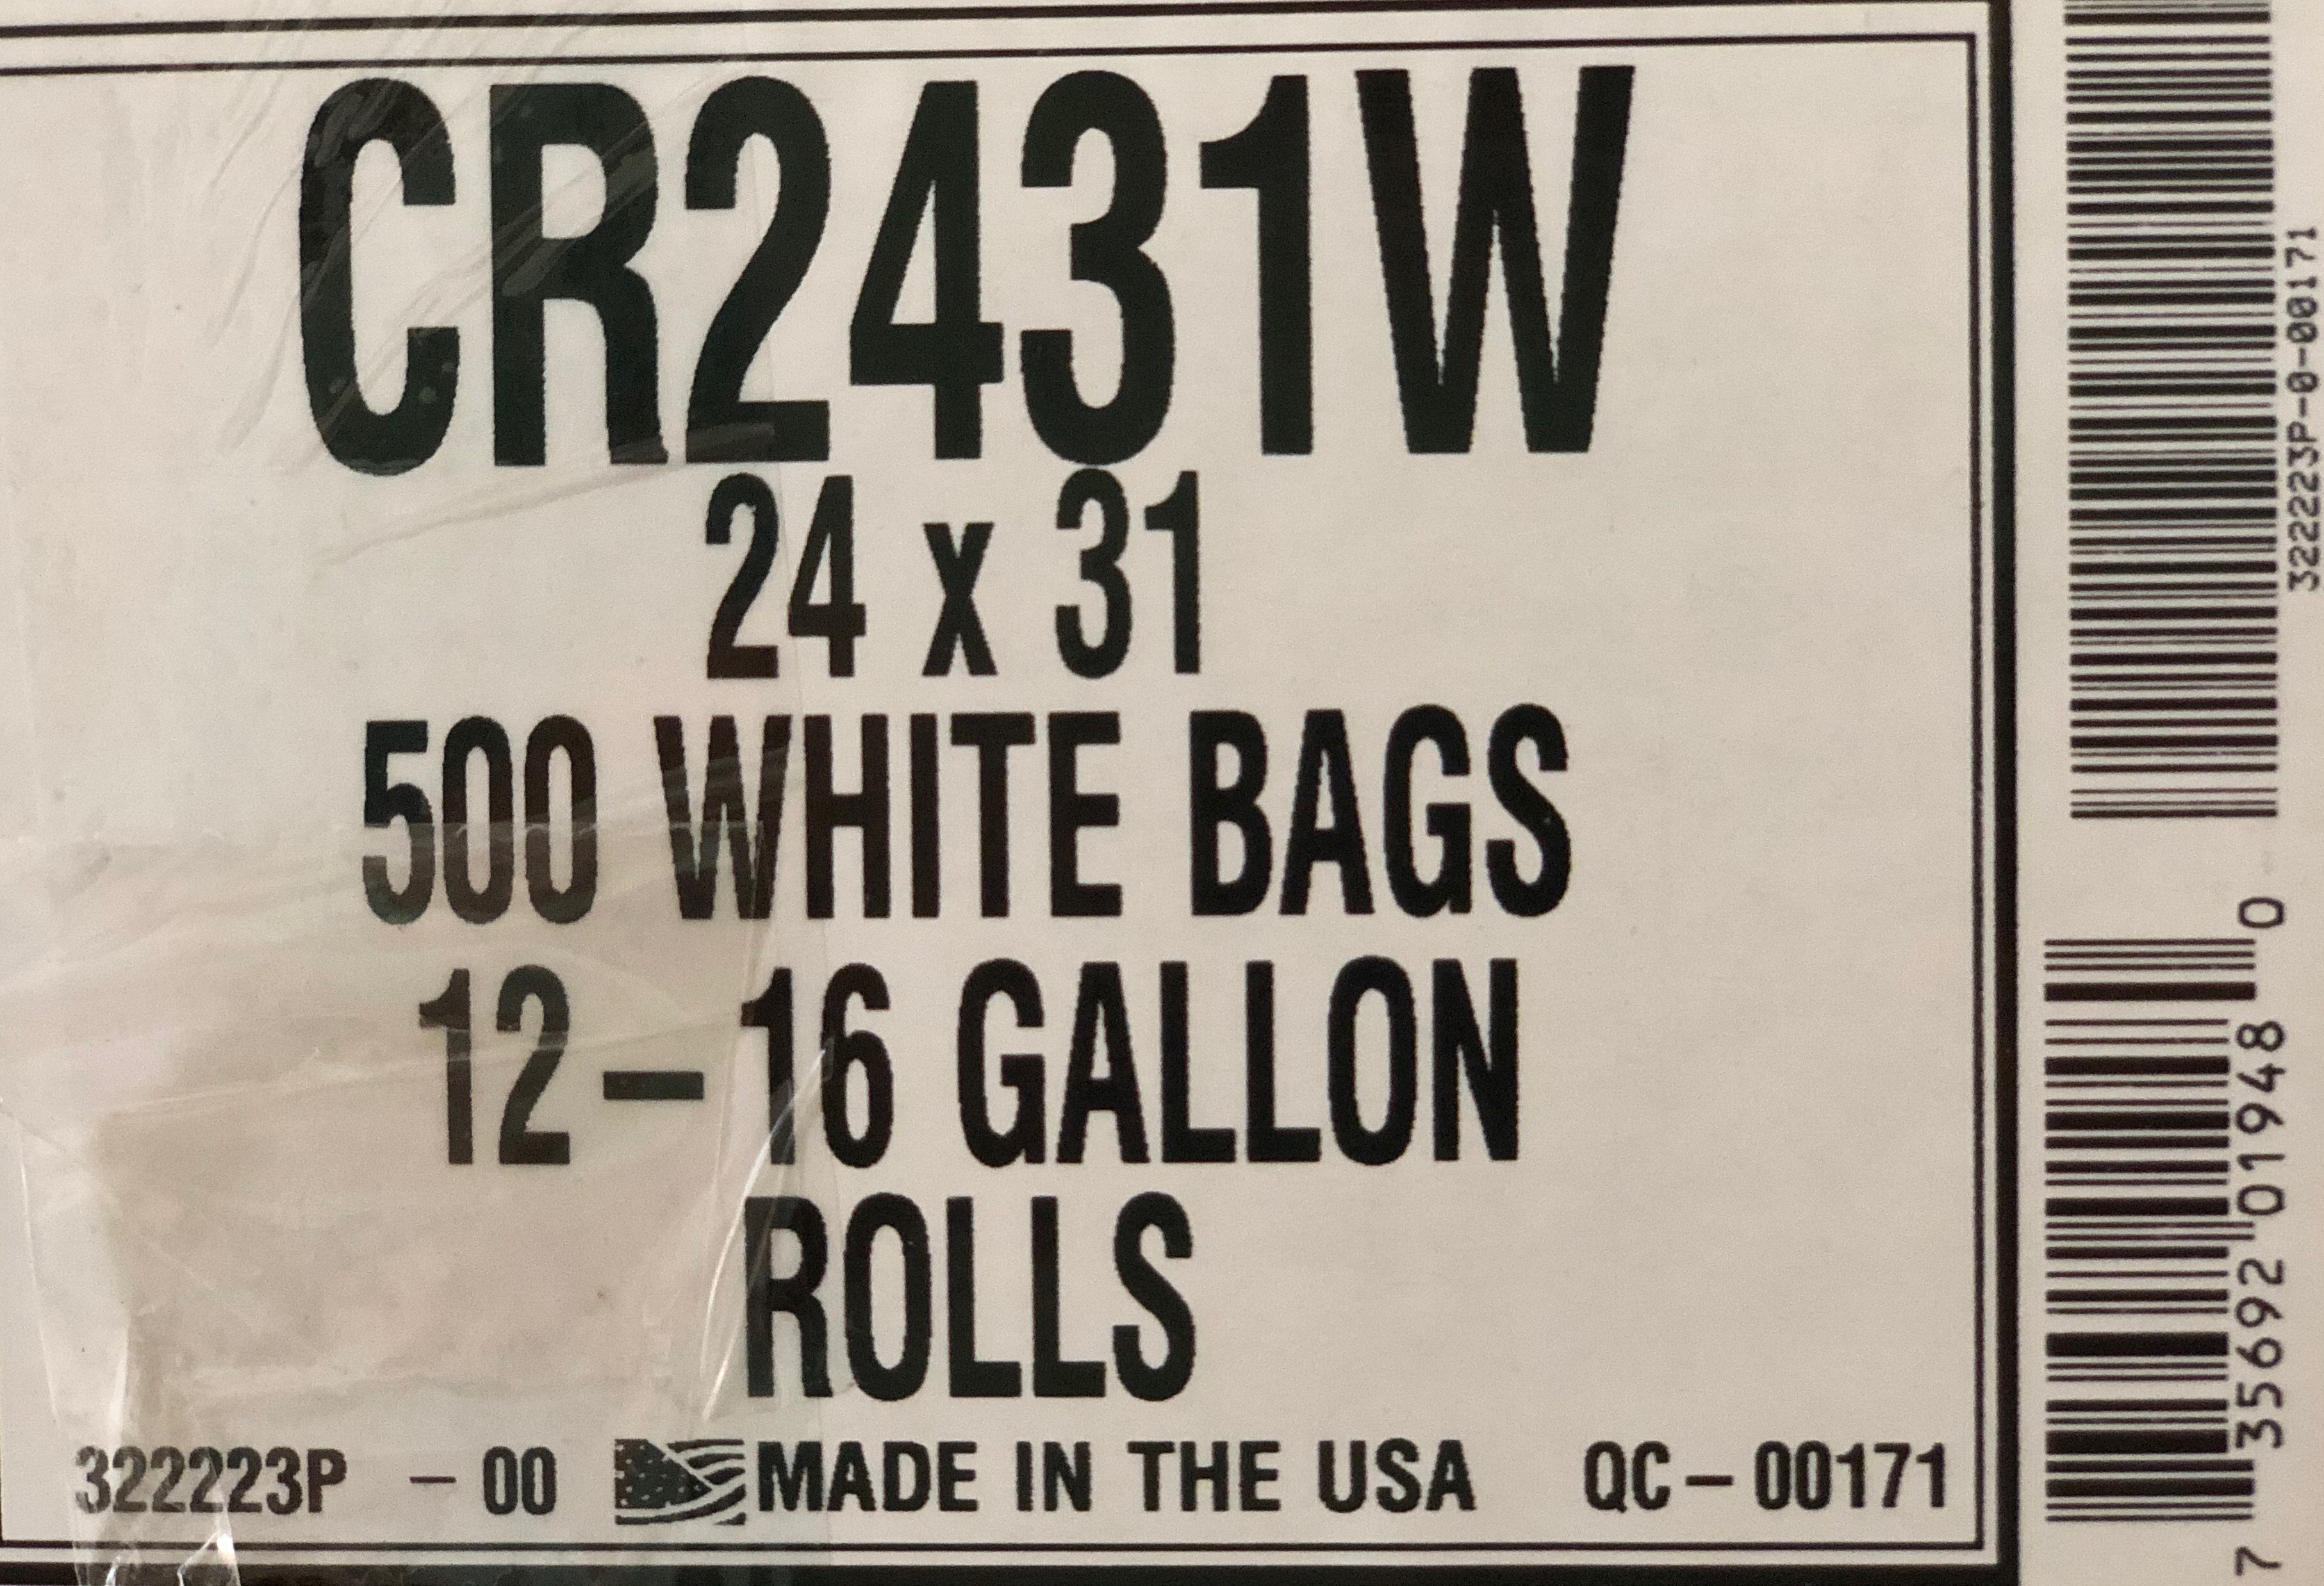 CR2431W
24 x 31
500 WHITE BAGS
12 – 16 GALLON
ROLLS
322223P – 00 MADE IN THE USA QC – 00171
322223P-0-00171
7 35692 01948 0